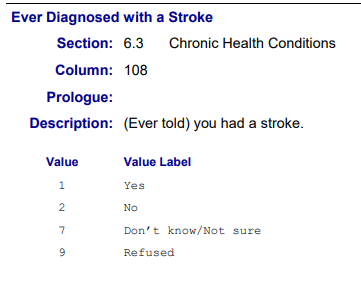 Ever Diagnosed with a Stroke
Section: 6.3 Chronic Health Conditions
Column: 108
Prologue:
Description: (Ever told) you had a stroke.
Value Value Label
1 Yes
2 No
7 Don’t know/Not sure
9 Refused